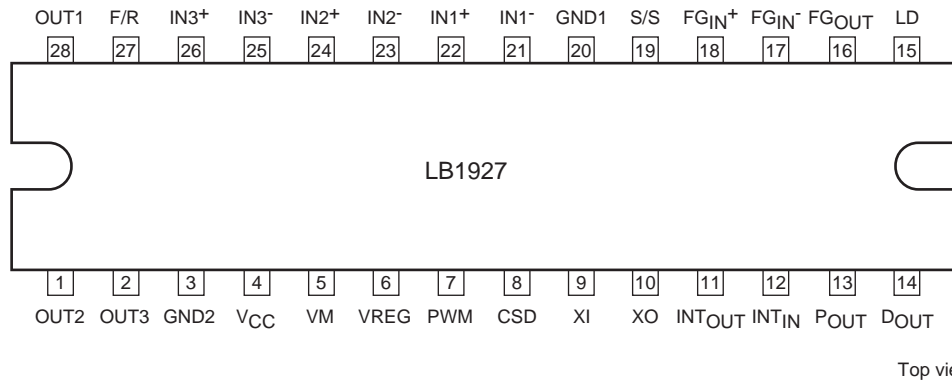 OUT1 F/R IN3+ IN3- IN2+ IN2- IN1+ IN1- GND1 S/S FGIN+ FGIN- FGOUT LD
28 27 26 25 24 23 22 21 20 19 18 17 16 15
LB1927
1 2 3 4 5 6 7 8 9 10 11 12 13 14
OUT2 OUT3 GND2 VCC VM VREG PWM CSD XI XO INTOUT INTIN POUT DOUT
Top